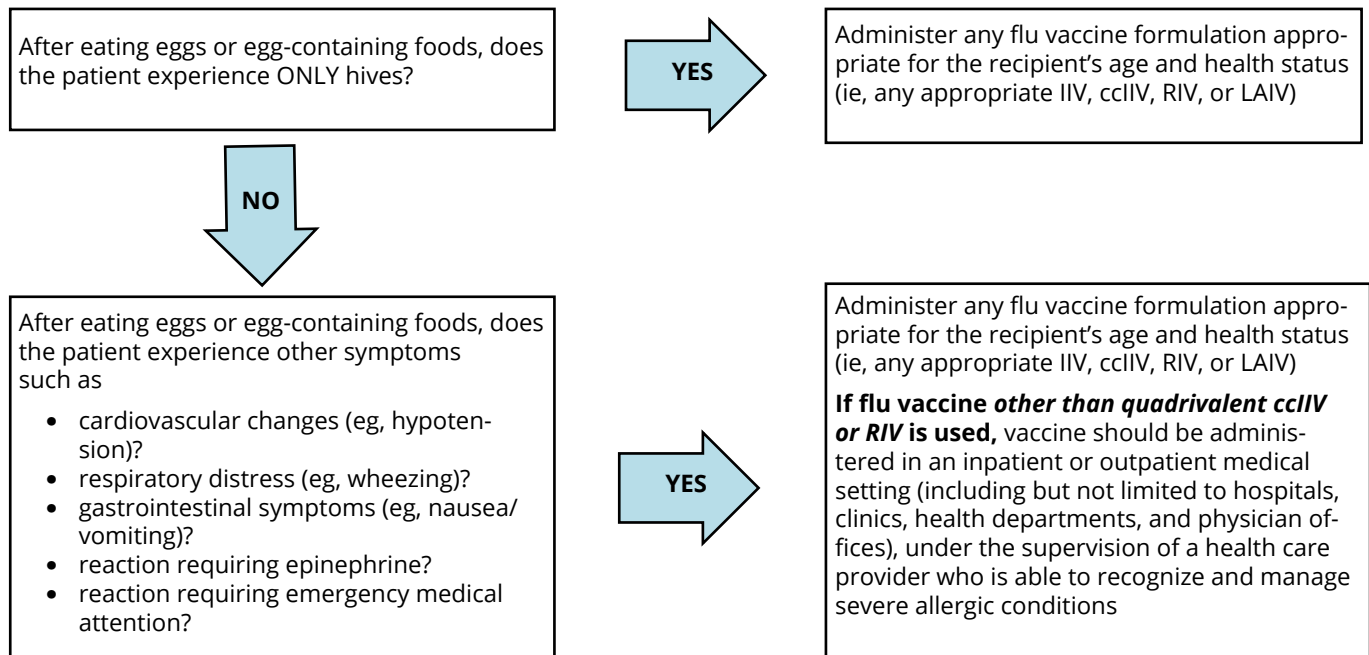 After eating eggs or egg-containing foods, does
the patient experience ONLY hives?
YES
Administer any flu vaccine formulation appro-
priate for the recipient’s age and health status
(ie, any appropriate IIV, ccIIV, RIV, or LAIV)
NO
After eating eggs or egg-containing foods, does
the patient experience other symptoms
such as
• cardiovascular changes (eg, hypoten-
sion)?
• respiratory distress (eg, wheezing)?
• gastrointestinal symptoms (eg, nausea/
vomiting)?
• reaction requiring epinephrine?
• reaction requiring emergency medical
attention?
YES
Administer any flu vaccine formulation appro-
priate for the recipient’s age and health status
(ie, any appropriate IIV, ccIIV, RIV, or LAIV)
If flu vaccine other than quadrivalent ccIIV
or RIV is used, vaccine should be adminis-
tered in an inpatient or outpatient medical
setting (including but not limited to hospitals,
clinics, health departments, and physician of-
fices), under the supervision of a health care
provider who is able to recognize and manage
severe allergic conditions